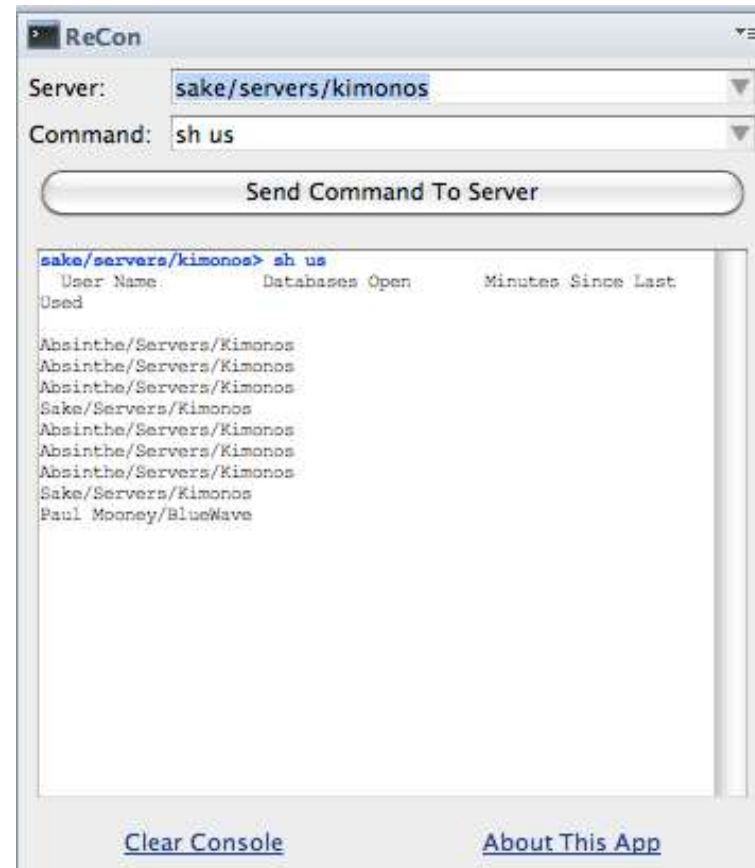 ReCon
Server: sake/servers/kimonos
Command: sh us
Send Command To Server
sake/servers/kimonos> sh us
User Name Databases Open Minutes Since Last
Used
Absinthe/Servers/Kimonos
Absinthe/Servers/Kimonos
Absinthe/Servers/Kimonos
Sake/Servers/Kimonos
Absinthe/Servers/Kimonos
Absinthe/Servers/Kimonos
Absinthe/Servers/Kimonos
Sake/Servers/Kimonos
Paul Mooney/BlueWave
Clear Console About This App